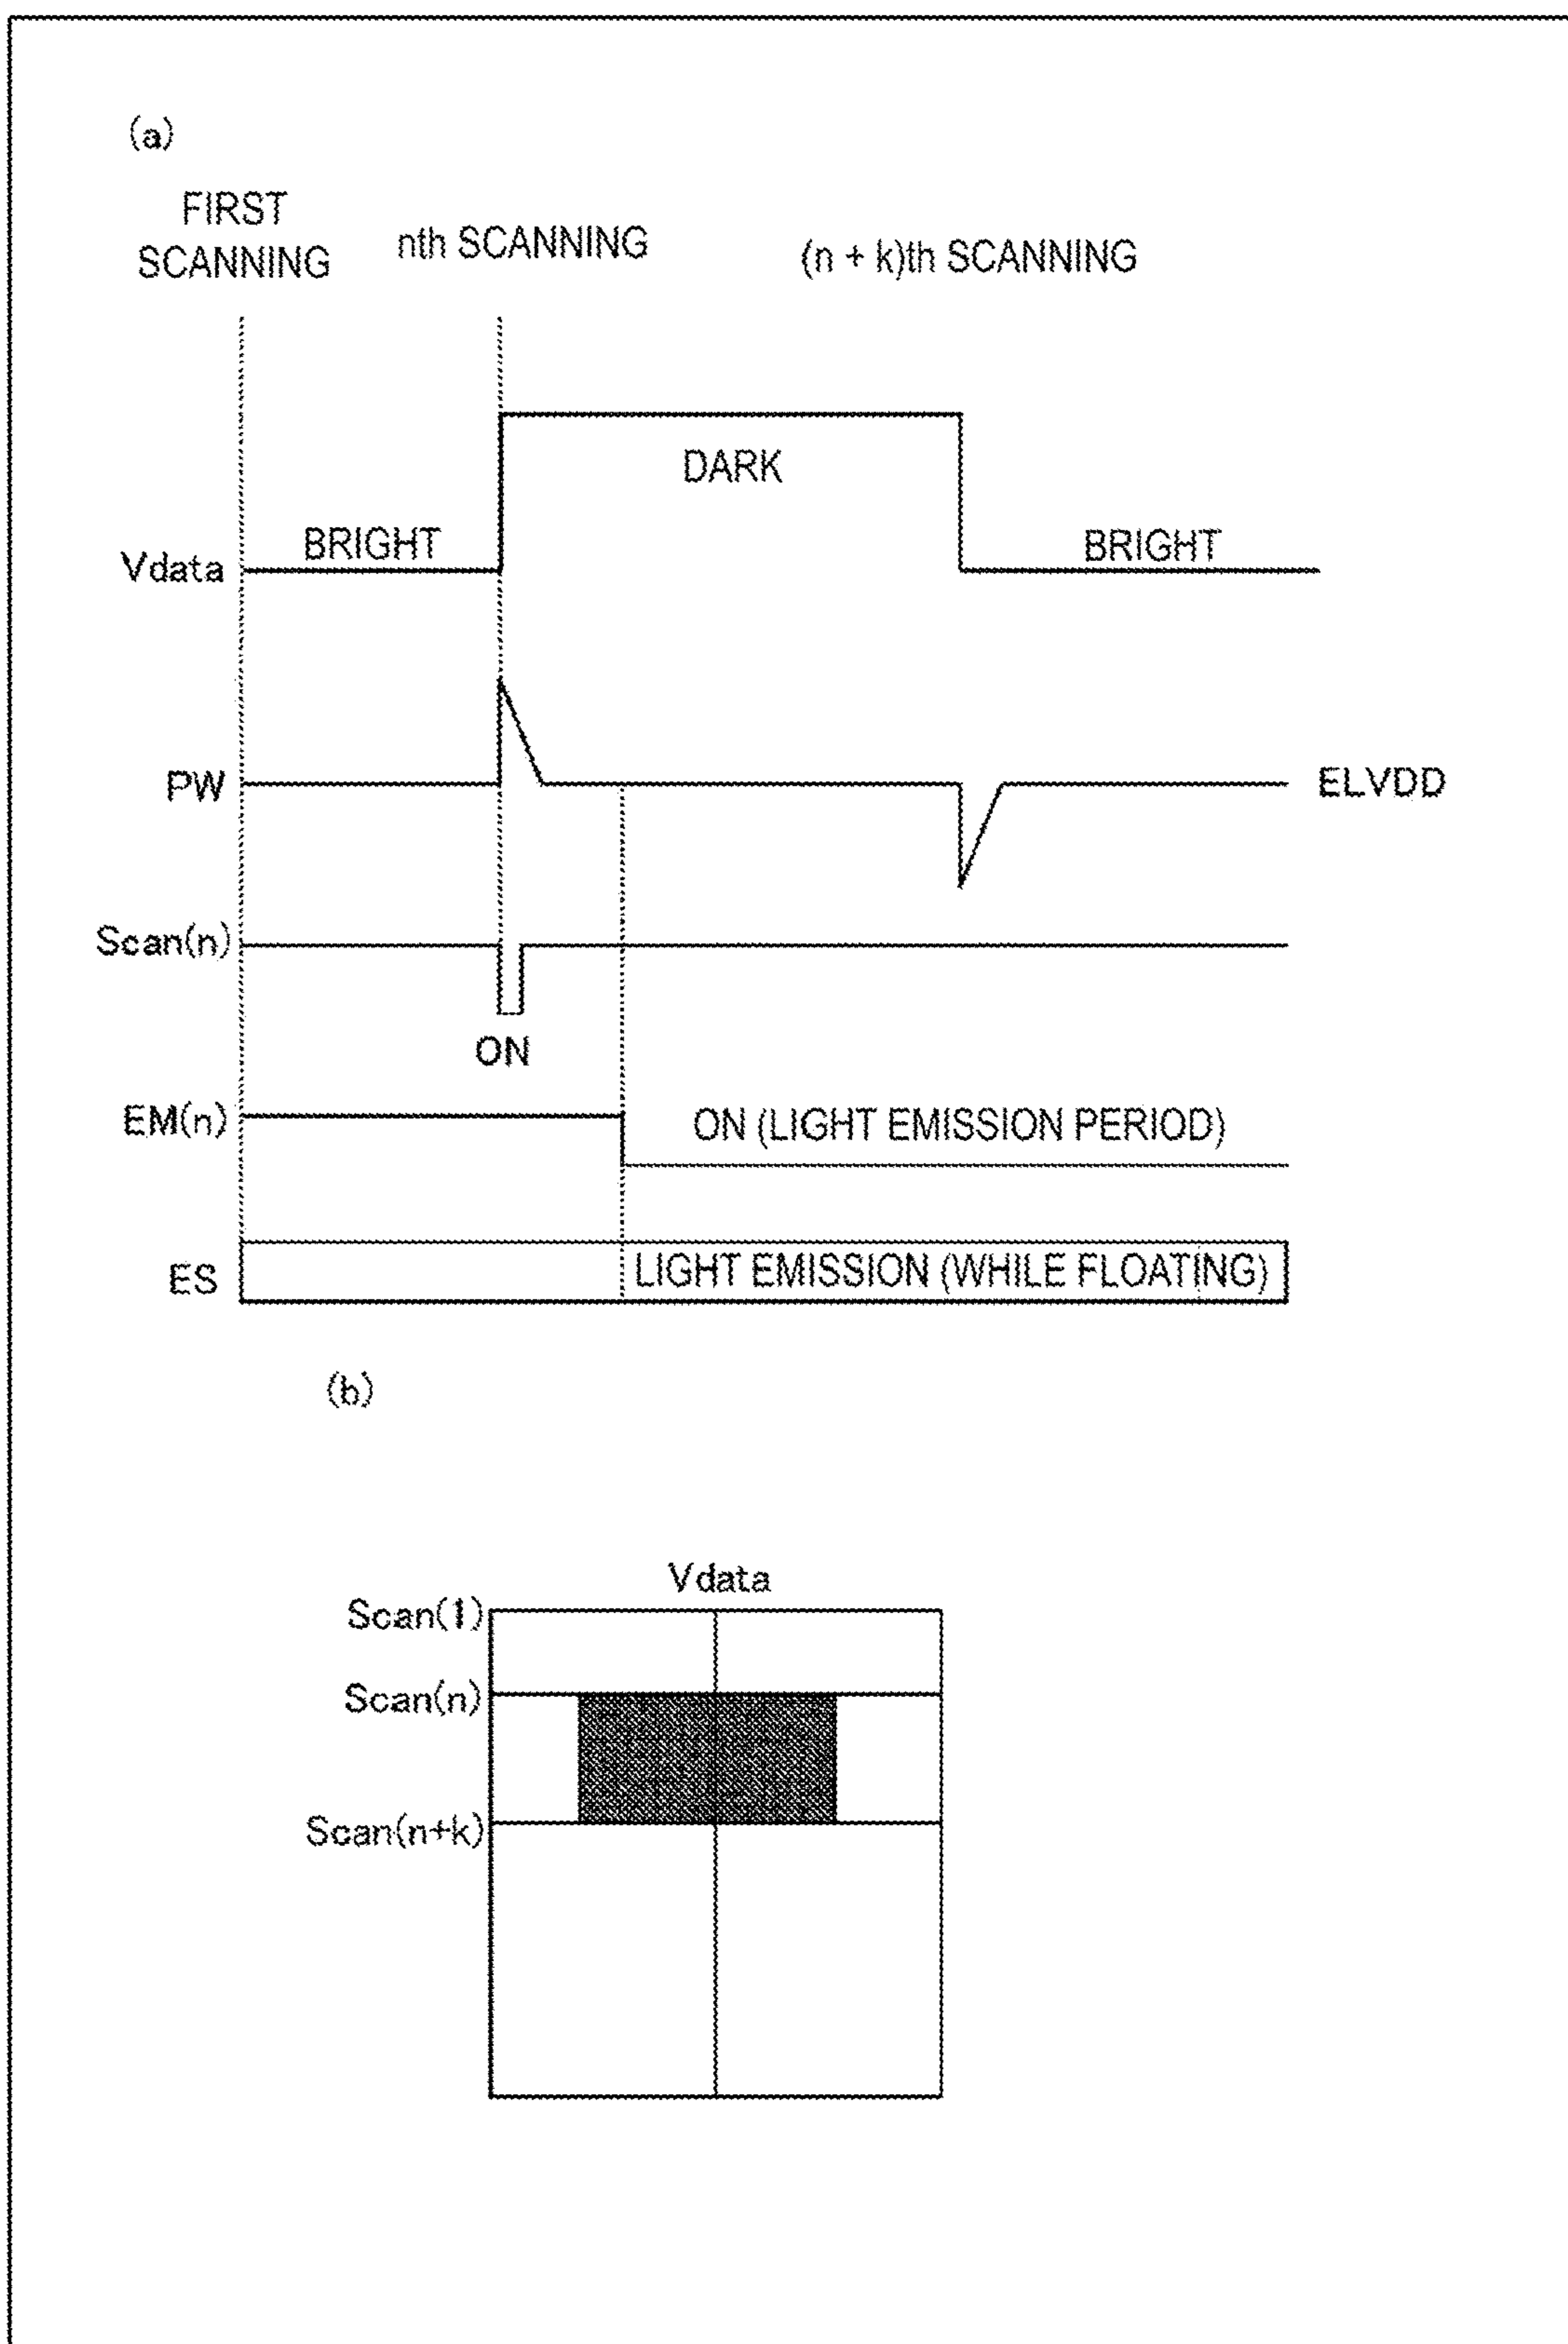 (a)
FIRST
SCANNING
nth SCANNING
(n + k)th SCANNING
DARK
BRIGHT
BRIGHT
Vdata
PW
ELVDD
Scan(n)
ON
EM(n)
ON (LIGHT EMISSION PERIOD)
ES
LIGHT EMISSION (WHILE FLOATING)
(b)
Vdata
Scan(1)
Scan(n)
Scan(n+k)